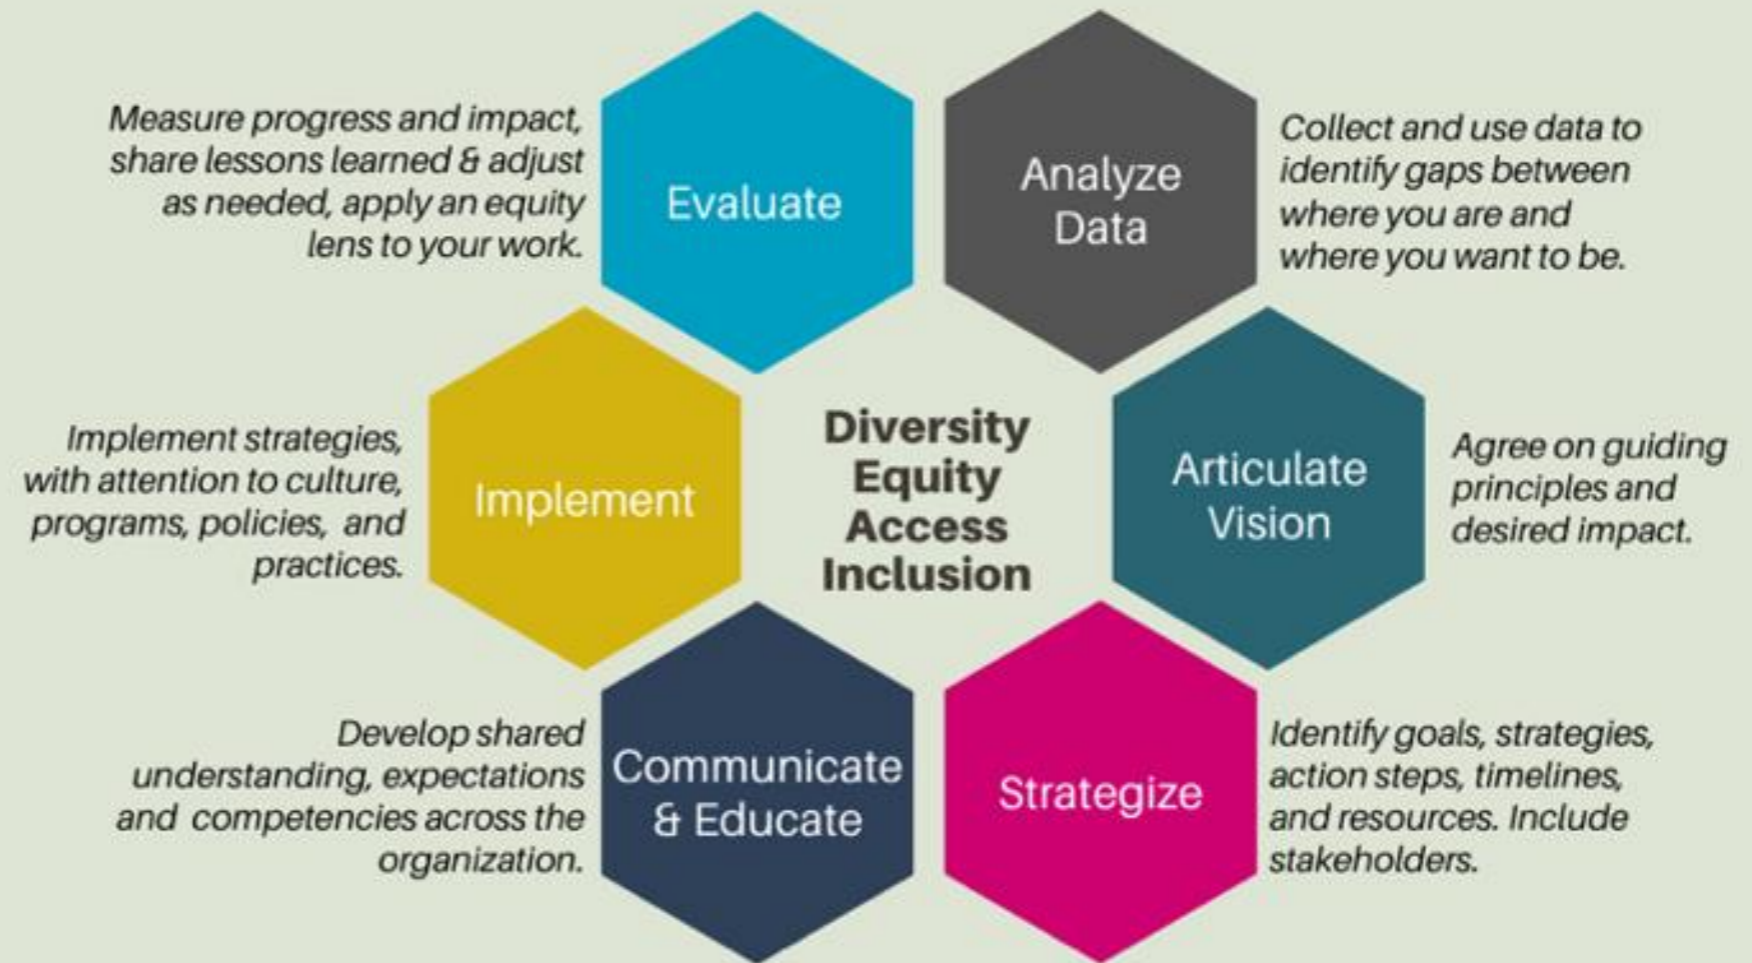 Evaluate
Measure progress and impact,
share lessons learned & adjust
as needed, apply an equity
lens to your work.
Analyze
Data
Collect and use data to
identify gaps between
where you are and
where you want to be.
Implement
Implement strategies,
with attention to culture,
programs, policies, and
practices.
Diversity
Equity
Access
Inclusion
Articulate
Vision
Agree on guiding
principles and
desired impact.
Communicate
& Educate
Develop shared
understanding, expectations
and competencies across the
organization.
Strategize
Identify goals, strategies,
action steps, timelines,
and resources. Include
stakeholders.